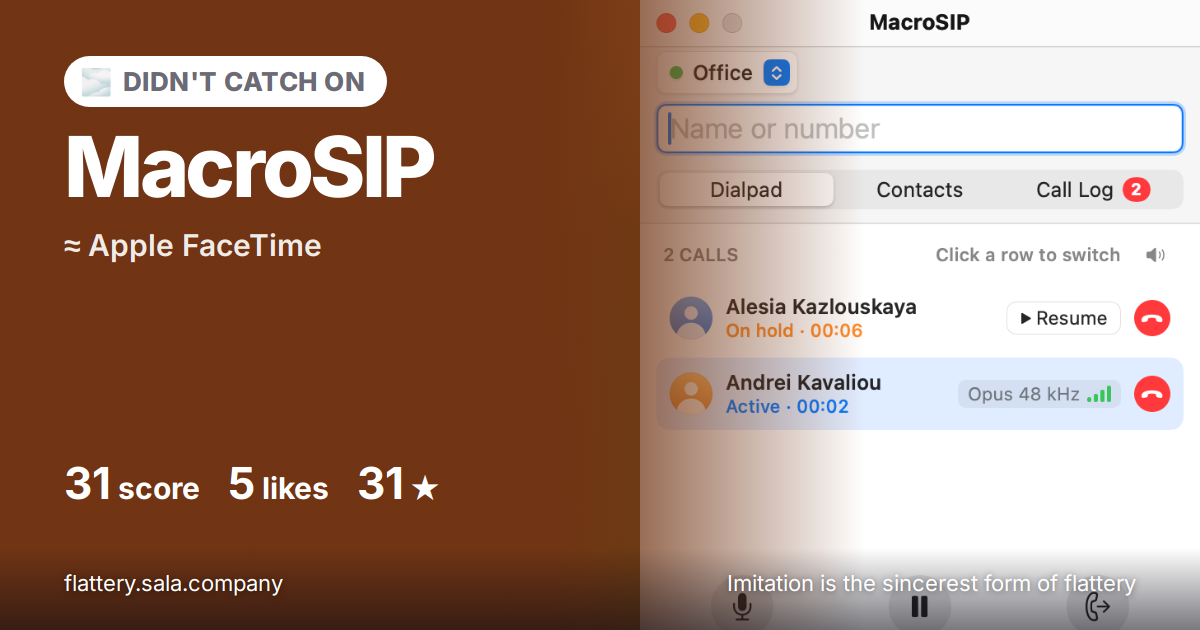 DIDN'T CATCH ON
MacroSIP
≈ Apple FaceTime
31 score 5 likes 31 ★
flattery.sala.company
MacroSIP
Office
Name or number
Dialpad Contacts Call Log 2
2 CALLS Click a row to switch
Alesia Kazlouskaya
On hold · 00:06
Resume
Andrei Kavaliou
Active · 00:02
Opus 48 kHz
Imitation is the sincerest form of flattery